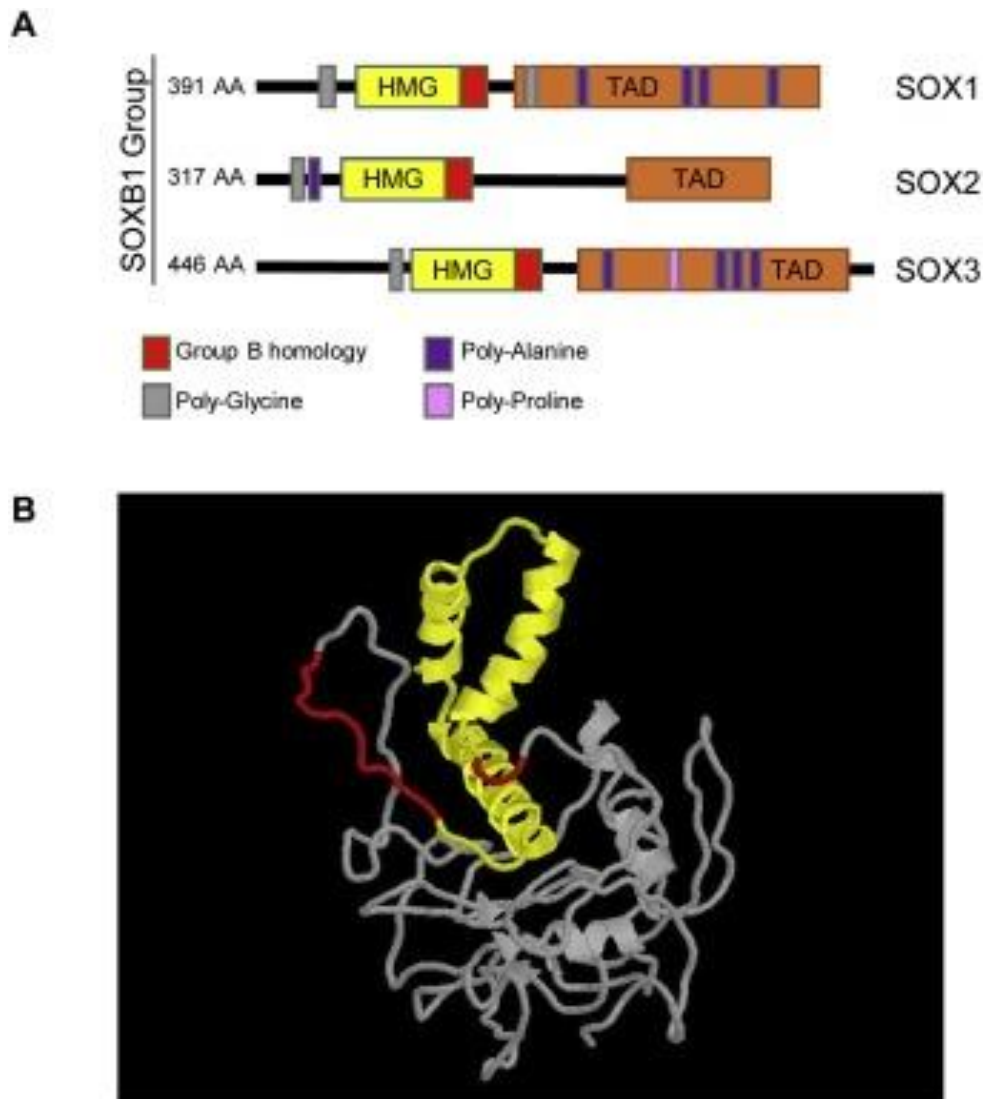 A
SOXB1 Group
391 AA HMG TAD SOX1
317 AA HMG TAD SOX2
446 AA HMG TAD SOX3
Group B homology Poly-Alanine
Poly-Glycine Poly-Proline
B